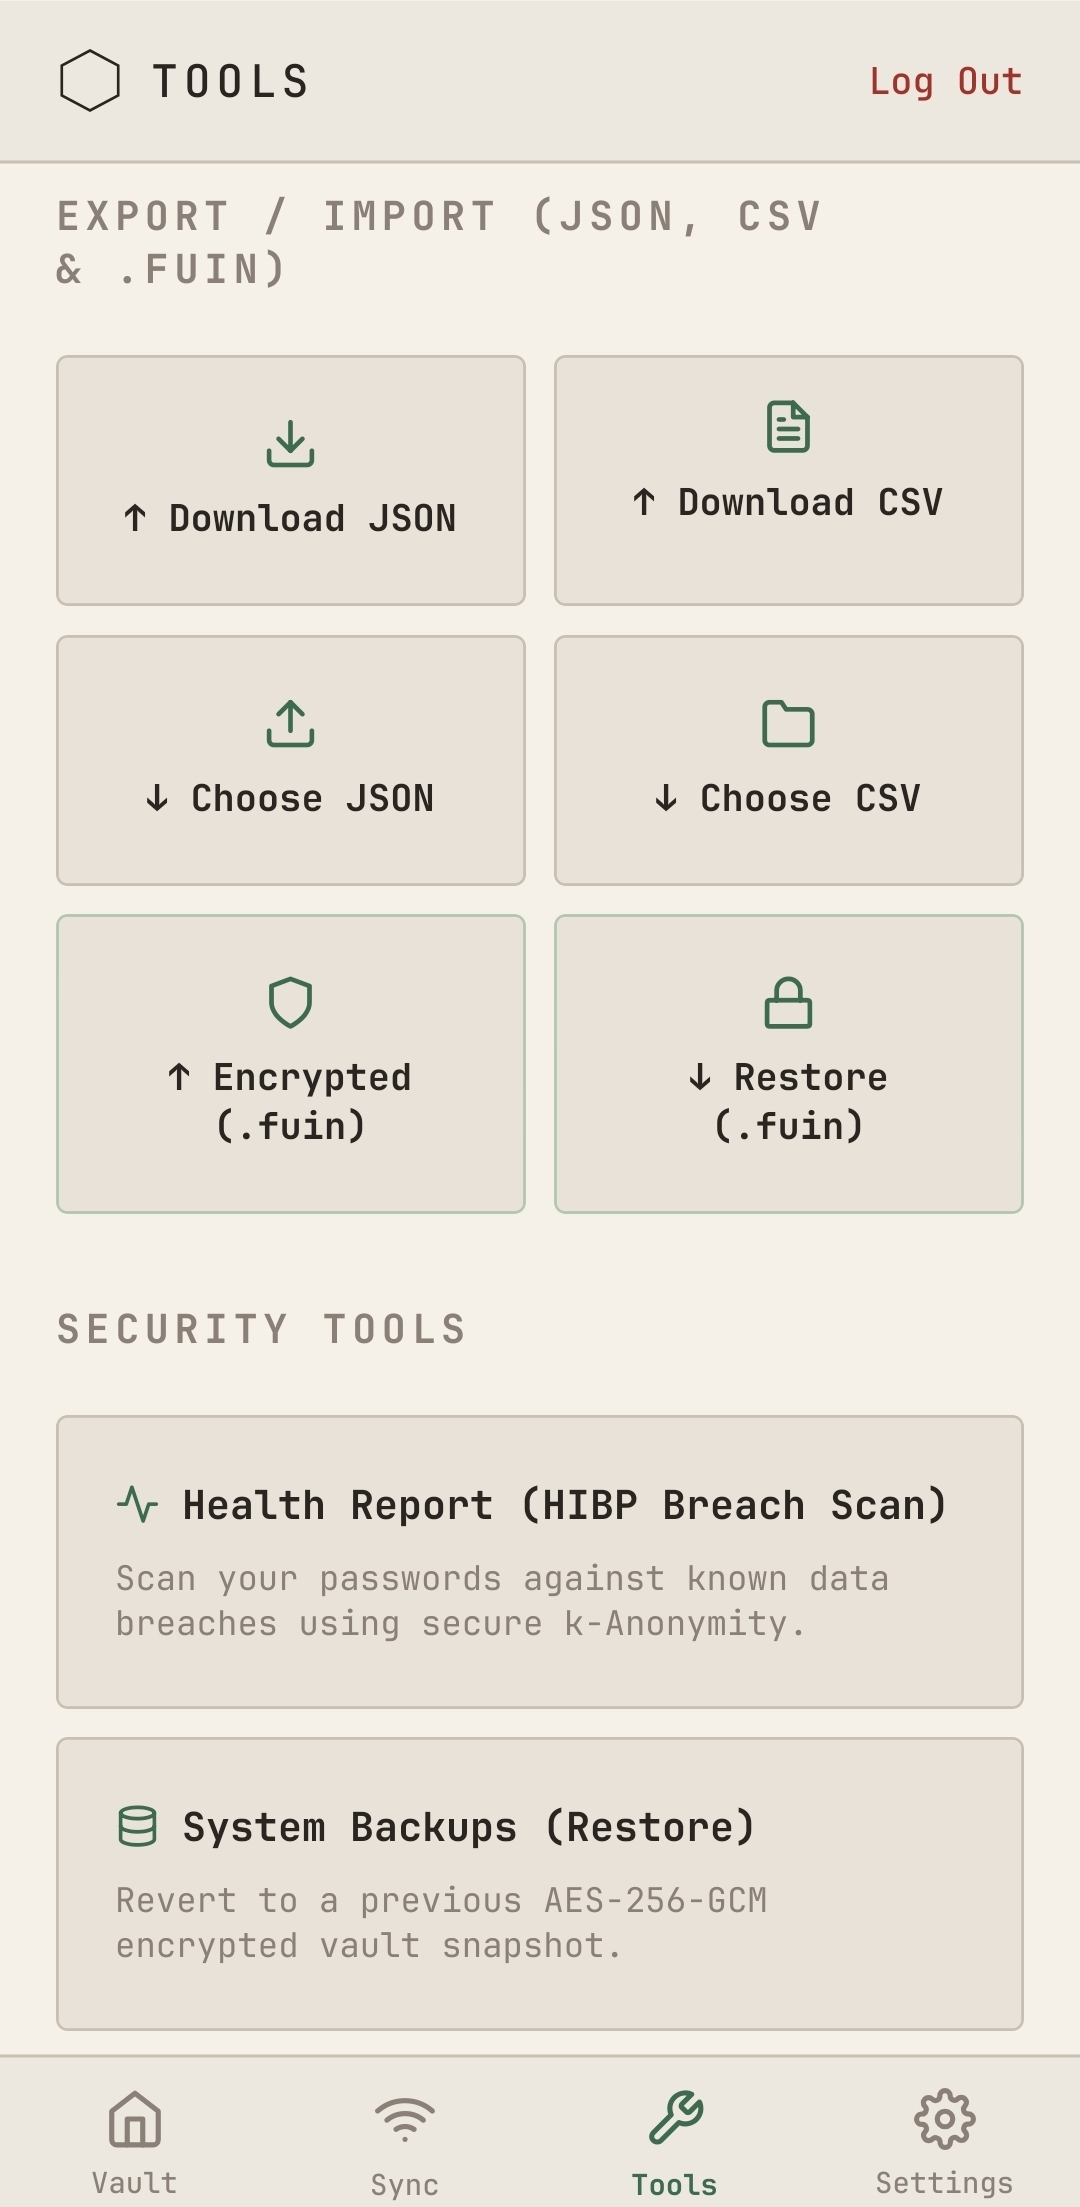 TOOLS
Log Out
EXPORT / IMPORT (JSON, CSV
& .FUIN)
↑ Download JSON
↑ Download CSV
↓ Choose JSON
↓ Choose CSV
↑ Encrypted
(.fuin)
↓ Restore
(.fuin)
SECURITY TOOLS
Health Report (HIBP Breach Scan)
Scan your passwords against known data
breaches using secure k-Anonymity.
System Backups (Restore)
Revert to a previous AES-256-GCM
encrypted vault snapshot.
Vault
Sync
Tools
Settings